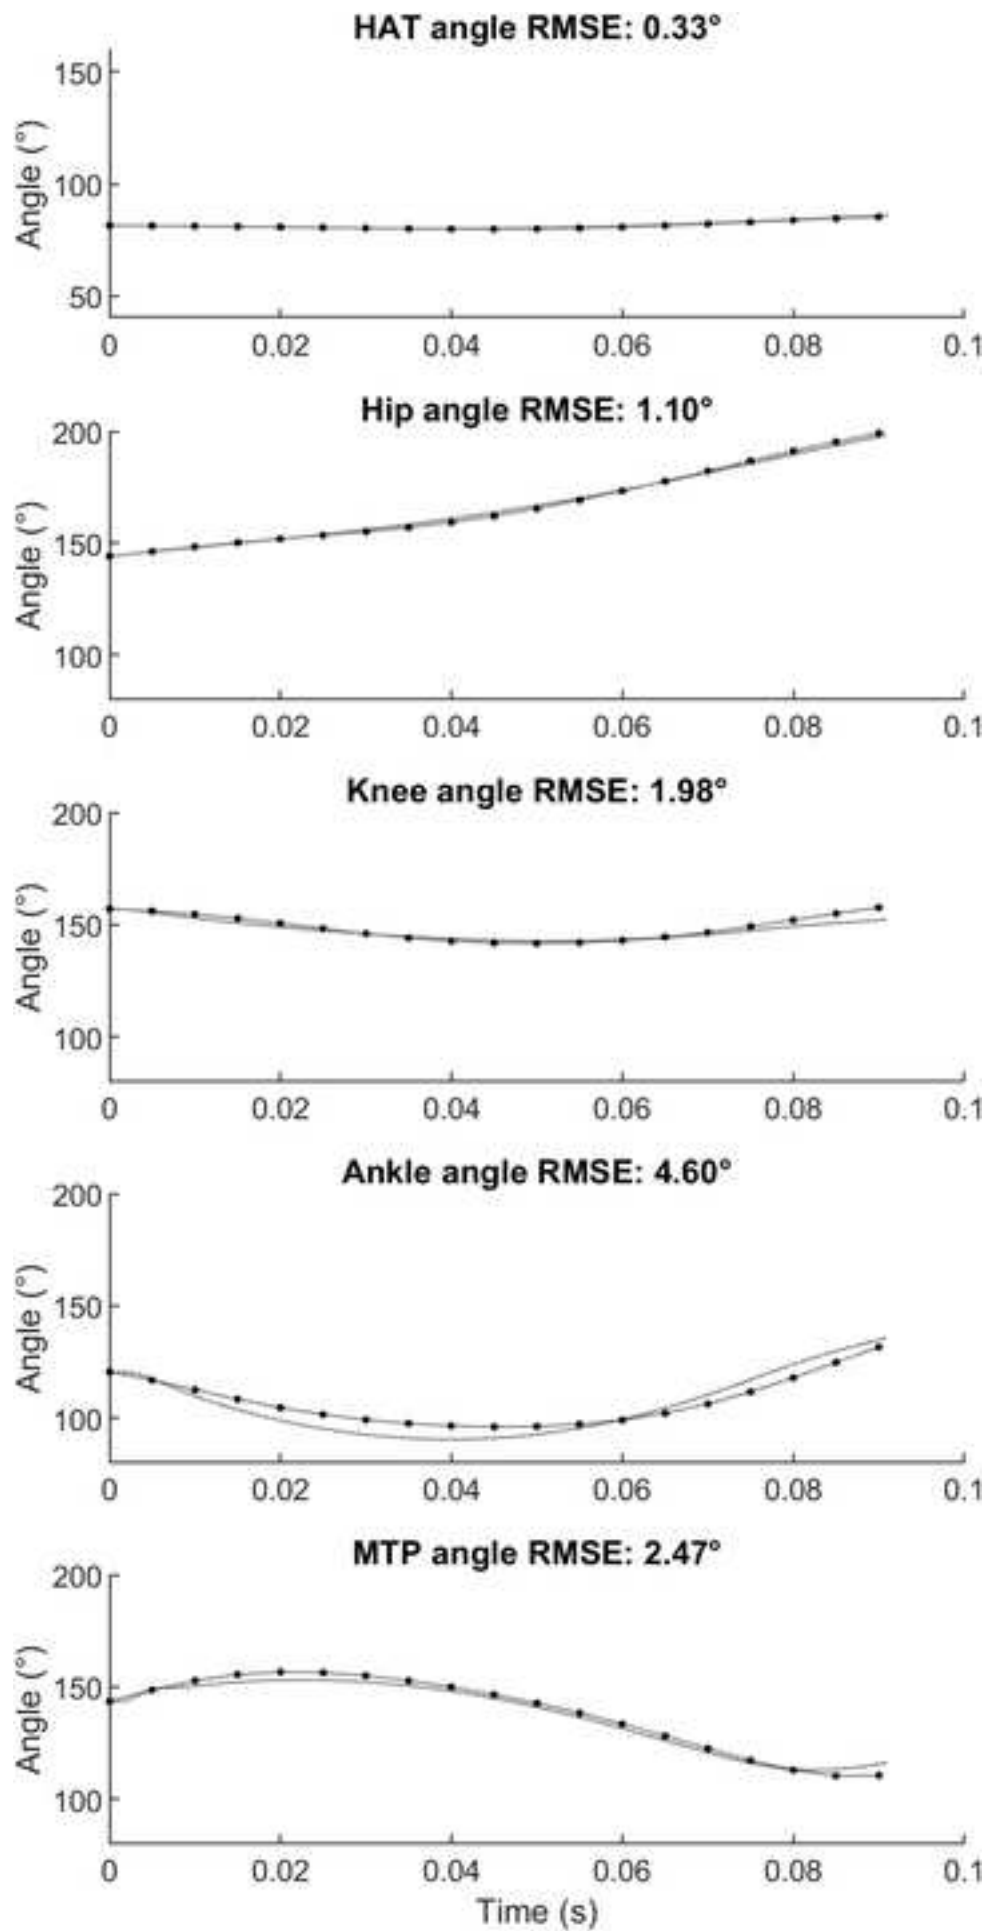 HAT angle RMSE: 0.33°
150
100
50
Angle (°)
0 0.02 0.04 0.06 0.08 0.1
Hip angle RMSE: 1.10°
200
150
100
Angle (°)
0 0.02 0.04 0.06 0.08 0.1
Knee angle RMSE: 1.98°
200
150
100
Angle (°)
0 0.02 0.04 0.06 0.08 0.1
Ankle angle RMSE: 4.60°
200
150
100
Angle (°)
0 0.02 0.04 0.06 0.08 0.1
MTP angle RMSE: 2.47°
200
150
100
Angle (°)
0 0.02 0.04 0.06 0.08 0.1
Time (s)